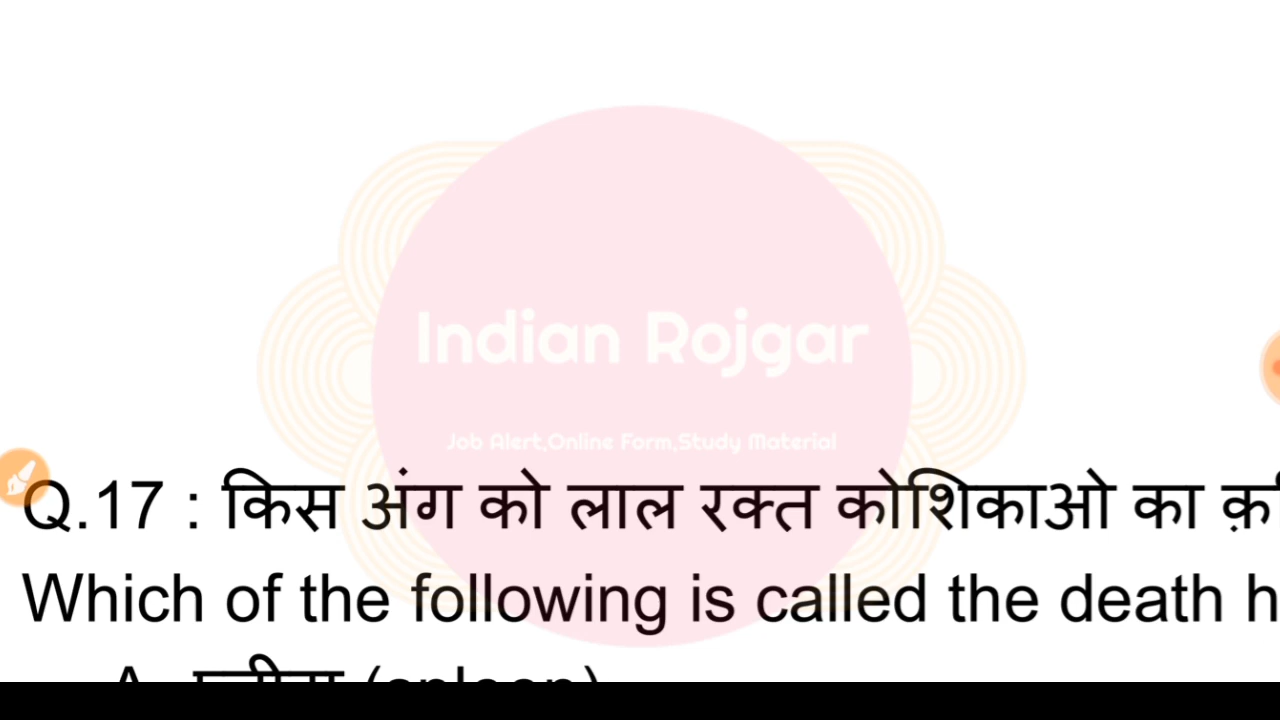 Indian Rojgar
Job Alert,Online Form,Study Material
Q.17 : किस अंग को लाल रक्त कोशिकाओ का
Which of the following is called the death
A. प्लीहा (spleen)